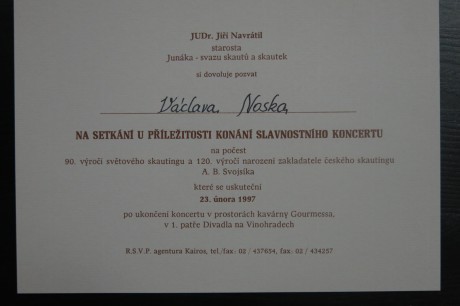 JUDr. Jiří Navrátil
starosta
Junáka - svazu skautů a skautek
si dovoluje pozvat
Václava Noska
NA SETKÁNÍ U PŘÍLEŽITOSTI KONÁNÍ SLAVNOSTNÍHO KONCERTU
na počest
90. výročí světového skautingu a 120. výročí narození zakladatele českého skautingu
A. B. Svojsíka
které se uskuteční
23. února 1997
po ukončení koncertu v prostorách kavárny Gourmessa,
v 1. patře Divadla na Vinohradech
R.S.V.P. agentura Kairos, tel./fax.: 02 / 437654, fax.: 02 / 434257